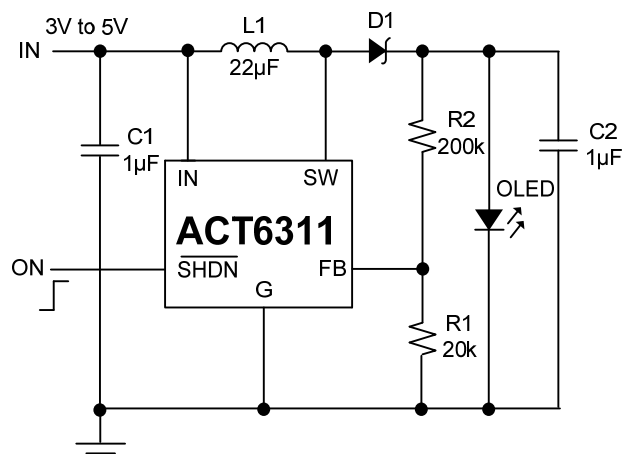 3V to 5V
IN
L1
22µF
D1
C1
1µF
IN
SW
R2
200k
C2
1µF
OLED
ACT6311
ON
SHDN
FB
G
R1
20k